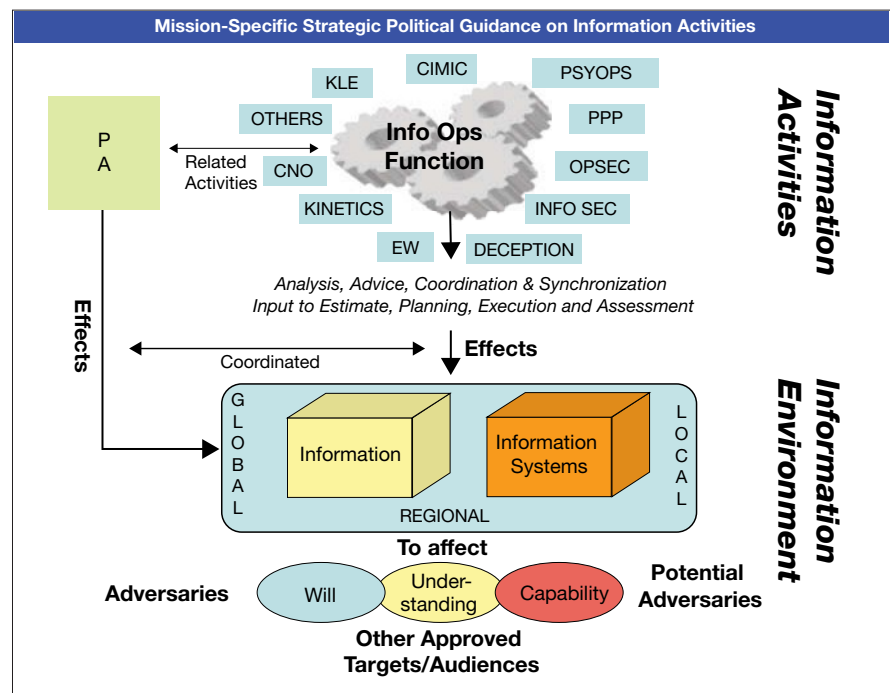 Mission-Specific Strategic Political Guidance on Information Activities
CIMIC
PSYOPS
KLE
OTHERS
PPP
Info Ops
Function
P
A
Related
Activities
CNO
OPSEC
KINETICS
INFO SEC
EW
DECEPTION
Information
Activities
Analysis, Advice, Coordination & Synchronization
Input to Estimate, Planning, Execution and Assessment
Effects
Coordinated
Effects
GLOBAL
Information
Information
Systems
LOCAL
REGIONAL
Information
Environment
To affect
Adversaries
Will
Under-
standing
Capability
Potential
Adversaries
Other Approved
Targets/Audiences